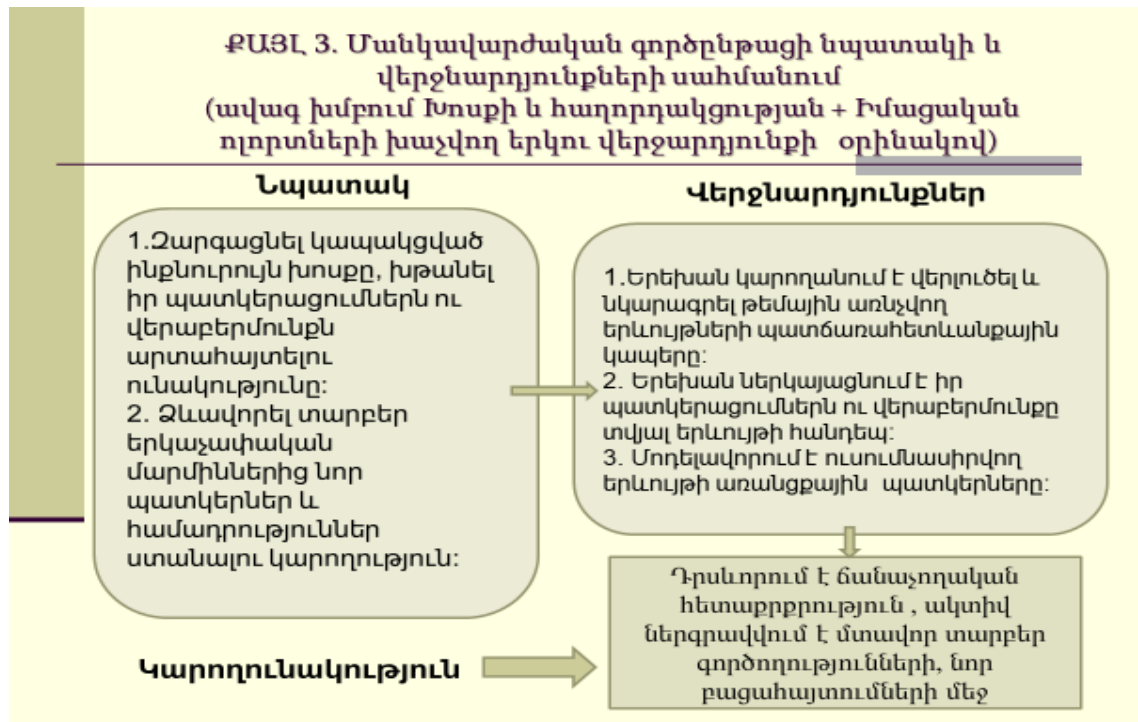 ՔԱՅԼ 3. Մանկավարժական գործընթացի նպատակի և
վերջնարդյունքների սահմանում
(ավագ խմբում Խոսքի և հաղորդակցության + Իմացական
ոլորտների խաչվող երկու վերջարդյունքի օրինակով)
Նպատակ
1.Զարգացնել կապակցված
ինքնուրույն խոսքը, խթանել
իր պատկերացումներն ու
վերաբերմունքն
արտահայտելու
ունակությունը:
2. Ձևավորել տարբեր
երկաչափական
մարմիններից նոր
պատկերներ և
համադրություններ
ստանալու կարողություն:
Վերջնարդյունքներ
1.Երեխան կարողանում է վերլուծել և
նկարագրել թեմային առնչվող
երևույթների պատճառահետևանքային
կապերը:
2. Երեխան ներկայացնում է իր
պատկերացումներն ու վերաբերմունքը
տվյալ երևույթի հանդեպ:
3. Մոդելավորում է ուսումնասիրվող
երևույթի առանցքային պատկերները:
Կարողունակություն
Դրսևորում է ճանաչողական
հետաքրքրություն , ակտիվ
ներգրավվում է մտավոր տարբեր
գործողությունների, նոր
բացահայտումների մեջ